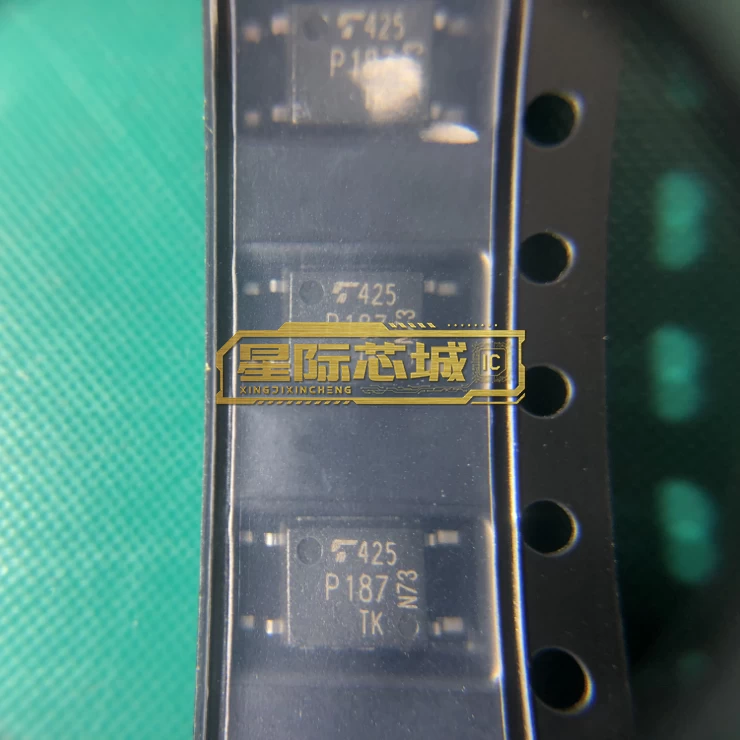 425
425
星际芯城 IC
XINGJIXINCHENG
425
P187
N73
TK